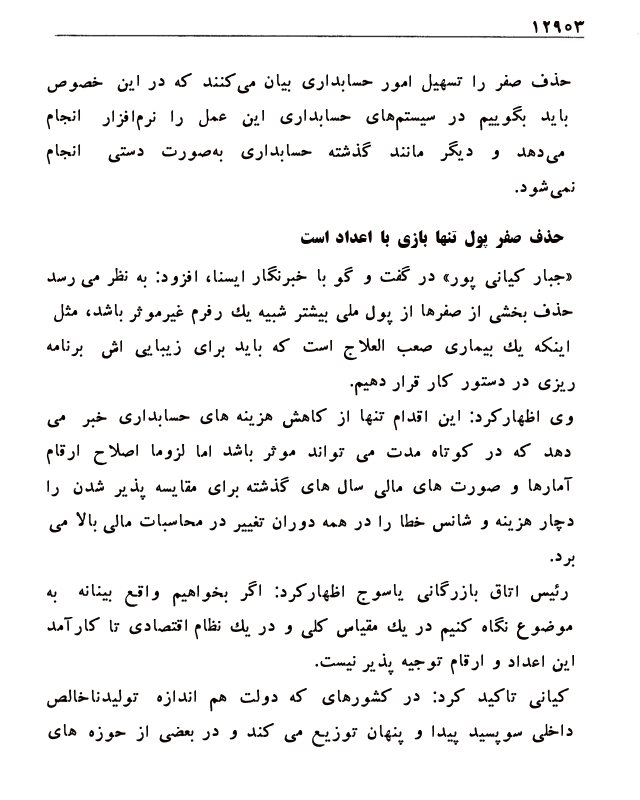 ۱۲۹۰۳
حذف صفر را تسهیل امور حسابداری بیان می‌کنند که در این خصوص
باید بگوییم در سیستم‌های حسابداری این عمل را نرم‌افزار انجام
می‌دهد و دیگر مانند گذشته حسابداری به‌صورت دستی انجام
نمی‌شود.
حذف صفر پول تنها بازی با اعداد است
«جبار کیانی پور» در گفت و گو با خبرنگار ایسنا، افزود: به نظر می رسد
حذف بخشی از صفرها از پول ملی بیشتر شبیه یك رفرم غیرموثر باشد، مثل
اینکه یك بیماری صعب العلاج است که باید برای زیبایی اش برنامه
ریزی در دستور کار قرار دهیم.
وی اظهارکرد: این اقدام تنها از کاهش هزینه های حسابداری خبر می
دهد که در کوتاه مدت می تواند موثر باشد اما لزوما اصلاح ارقام
آمارها و صورت های مالی سال های گذشته برای مقایسه پذیر شدن را
دچار هزینه و شانس خطا را در همه دوران تغییر در محاسبات مالی بالا می
برد.
رئیس اتاق بازرگانی یاسوج اظهارکرد: اگر بخواهیم واقع بینانه به
موضوع نگاه کنیم در یك مقیاس کلی و در یك نظام اقتصادی تا کارآمد
این اعداد و ارقام توجیه پذیر نیست.
کیانی تاکید کرد: در کشورهای که دولت هم اندازه تولیدناخالص
داخلی سوپسید پیدا و پنهان توزیع می کند و در بعضی از حوزه های